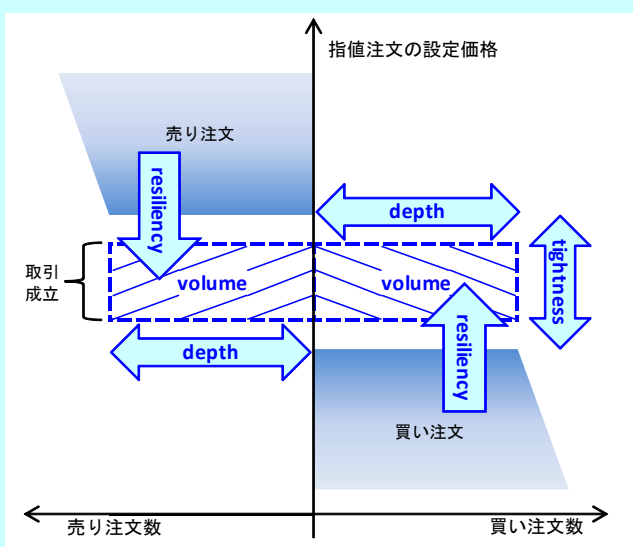 指値注文の設定価格
売り注文
resiliency
depth
tightness
取引
成立
volume
volume
depth
resiliency
買い注文
売り注文数
買い注文数